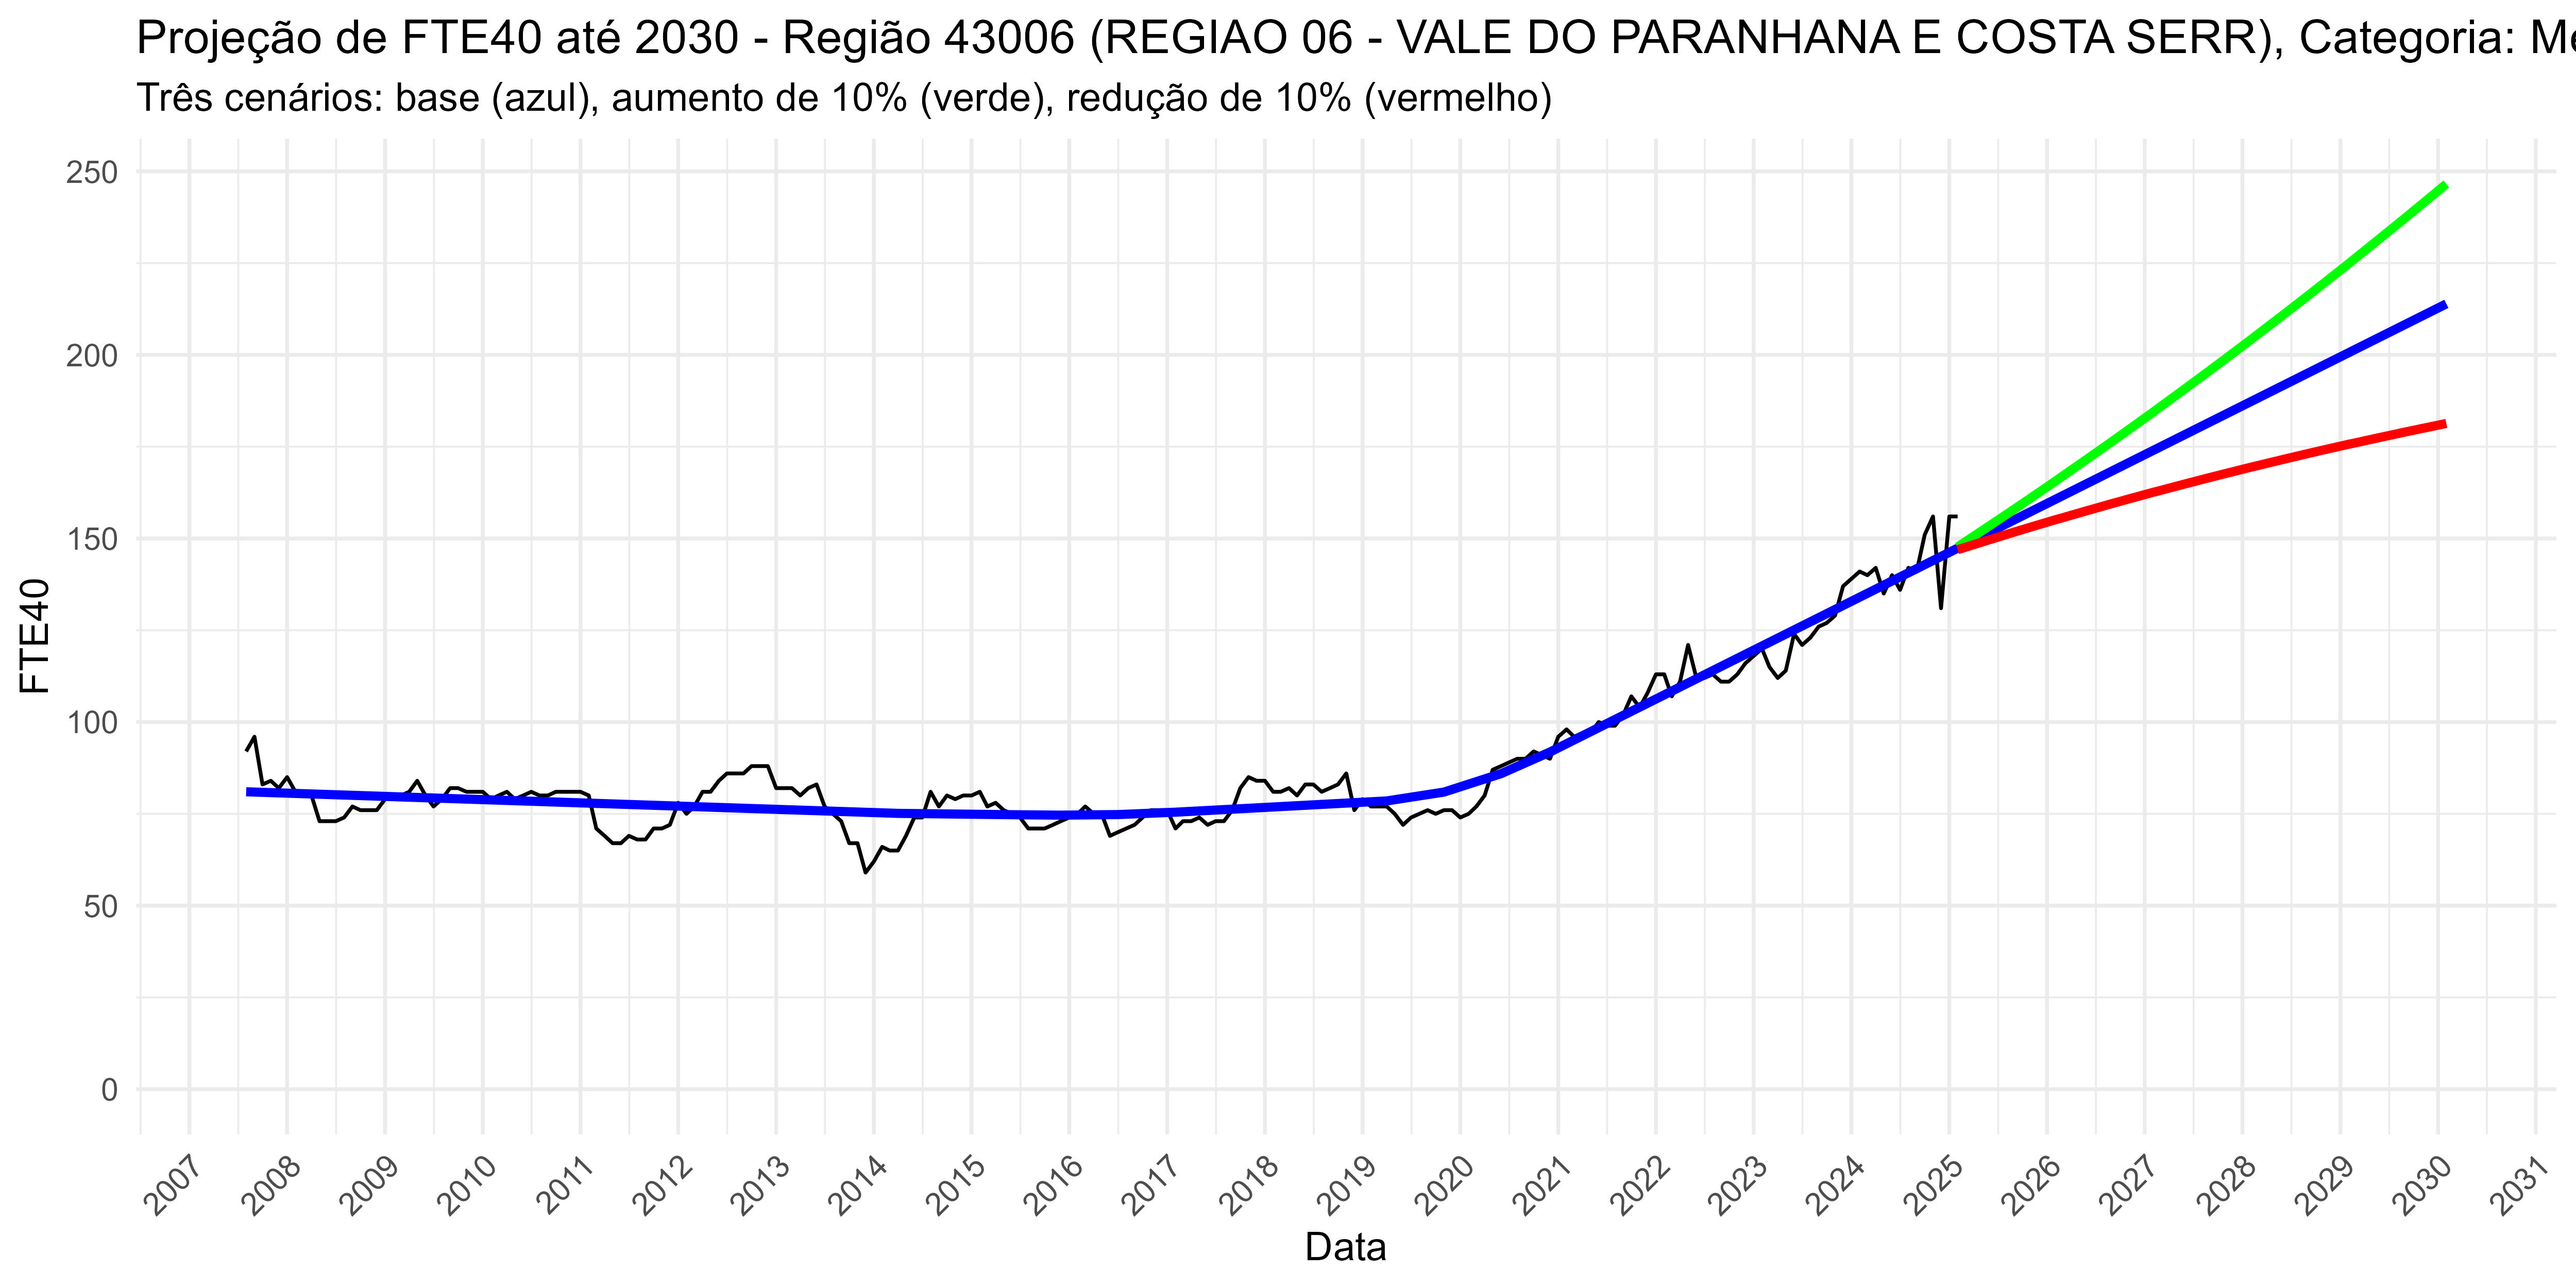 Projeção de FTE40 até 2030 - Região 43006 (REGIAO 06 - VALE DO PARANHANA E COSTA SERR), Categoria:
Três cenários: base (azul), aumento de 10% (verde), redução de 10% (vermelho)
250
200
150
100
50
0
FTE40
2007 2008 2009 2010 2011 2012 2013 2014 2015 2016 2017 2018 2019 2020 2021 2022 2023 2024 2025 2026 2027 2028 2029 2030 2031
Data